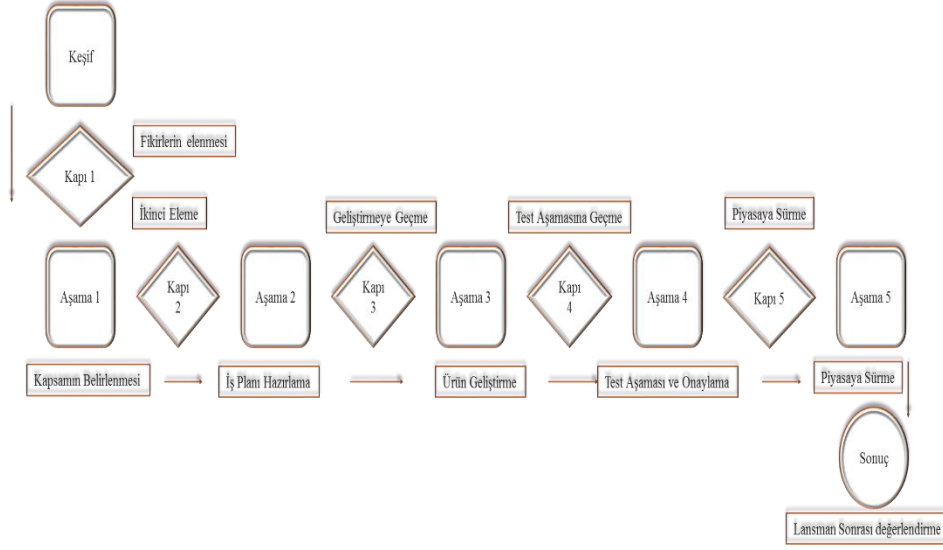 Keşif
Fikirlerin elenmesi
Kapı 1
İkinci Eleme
Geliştirmeye Geçme
Test Aşamasına Geçme
Piyasaya Sürme
Aşama 1
Kapı
2
Aşama 2
Kapı
3
Aşama 3
Kapı
4
Aşama 4
Kapı 5
Aşama 5
Kapsamın Belirlenmesi
İş Planı Hazırlama
Ürün Geliştirme
Test Aşaması ve Onaylama
Piyasaya Sürme
Sonuç
Lansman Sonrası değerlendirme